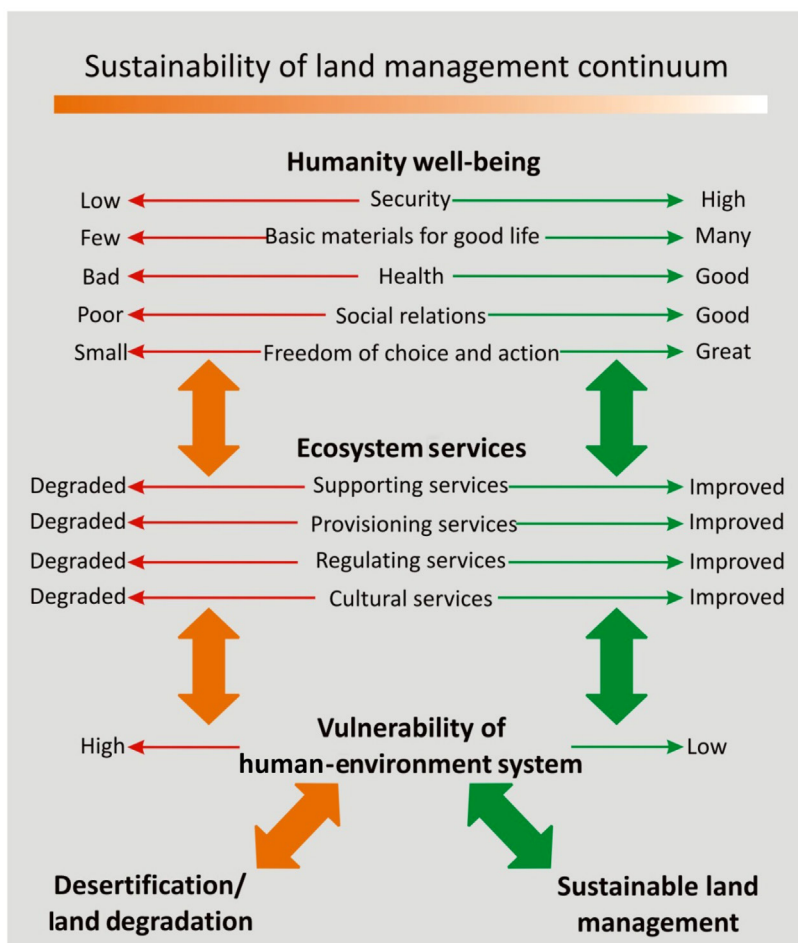 Sustainability of land management continuum
Humanity well-being
Low Security High
Few Basic materials for good life Many
Bad Health Good
Poor Social relations Good
Small Freedom of choice and action Great
Ecosystem services
Degraded Supporting services Improved
Degraded Provisioning services Improved
Degraded Regulating services Improved
Degraded Cultural services Improved
Vulnerability of
High human-environment system Low
Desertification/
land degradation
Sustainable land
management